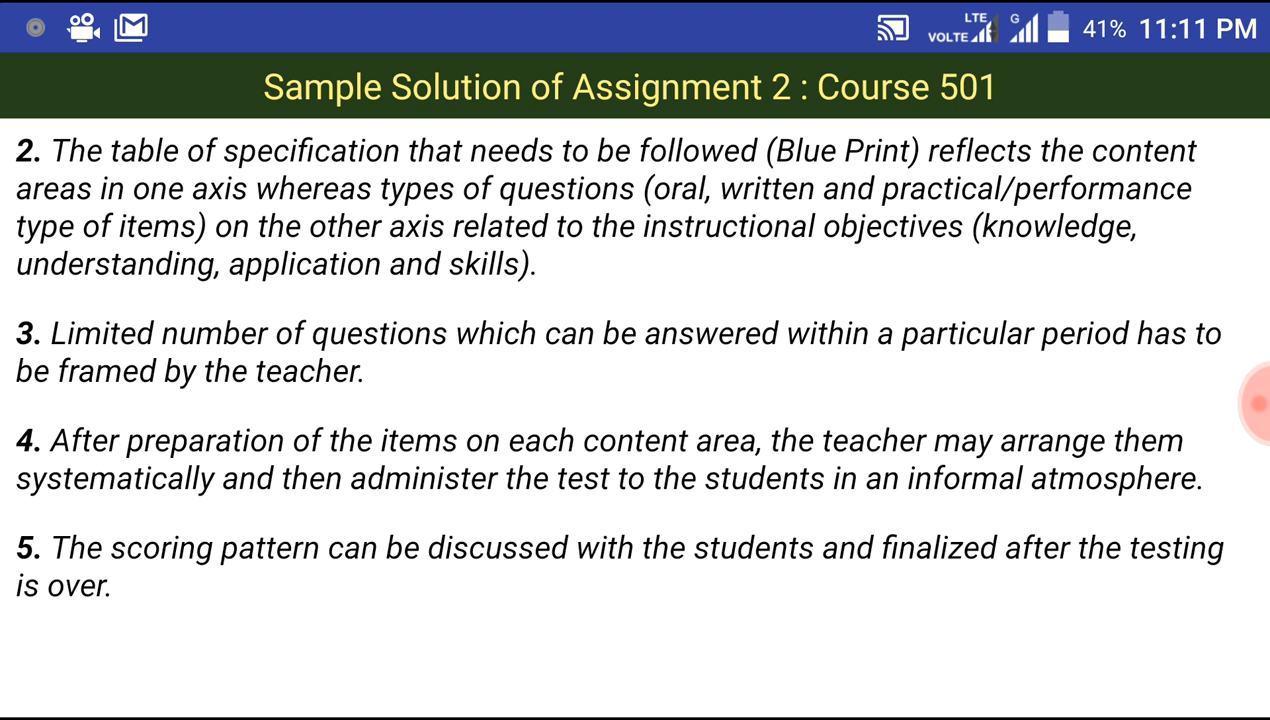 LTE
VOLTE
G
41% 11:11 PM
Sample Solution of Assignment 2 : Course 501
2. The table of specification that needs to be followed (Blue Print) reflects the content
areas in one axis whereas types of questions (oral, written and practical/performance
type of items) on the other axis related to the instructional objectives (knowledge,
understanding, application and skills).
3. Limited number of questions which can be answered within a particular period has to
be framed by the teacher.
4. After preparation of the items on each content area, the teacher may arrange them
systematically and then administer the test to the students in an informal atmosphere.
5. The scoring pattern can be discussed with the students and finalized after the testing
is over.